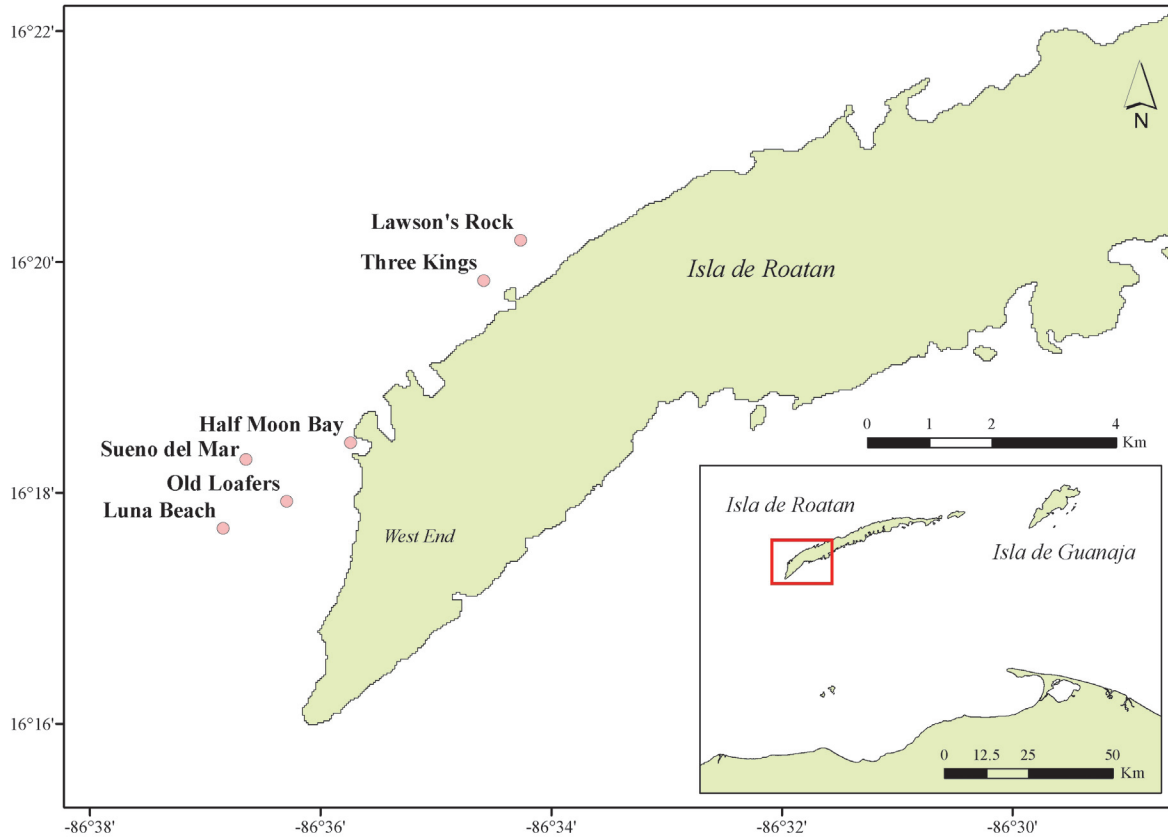 16°22'
N
Lawson's Rock
16°20'
Three Kings
Isla de Roatan
Half Moon Bay
0 1 2 4
Km
Sueno del Mar
Old Loafers
16°18'
Luna Beach
West End
Isla de Roatan
Isla de Guanaja
16°16'
0 12.5 25 50
Km
-86°38' -86°36' -86°34' -86°32' -86°30'